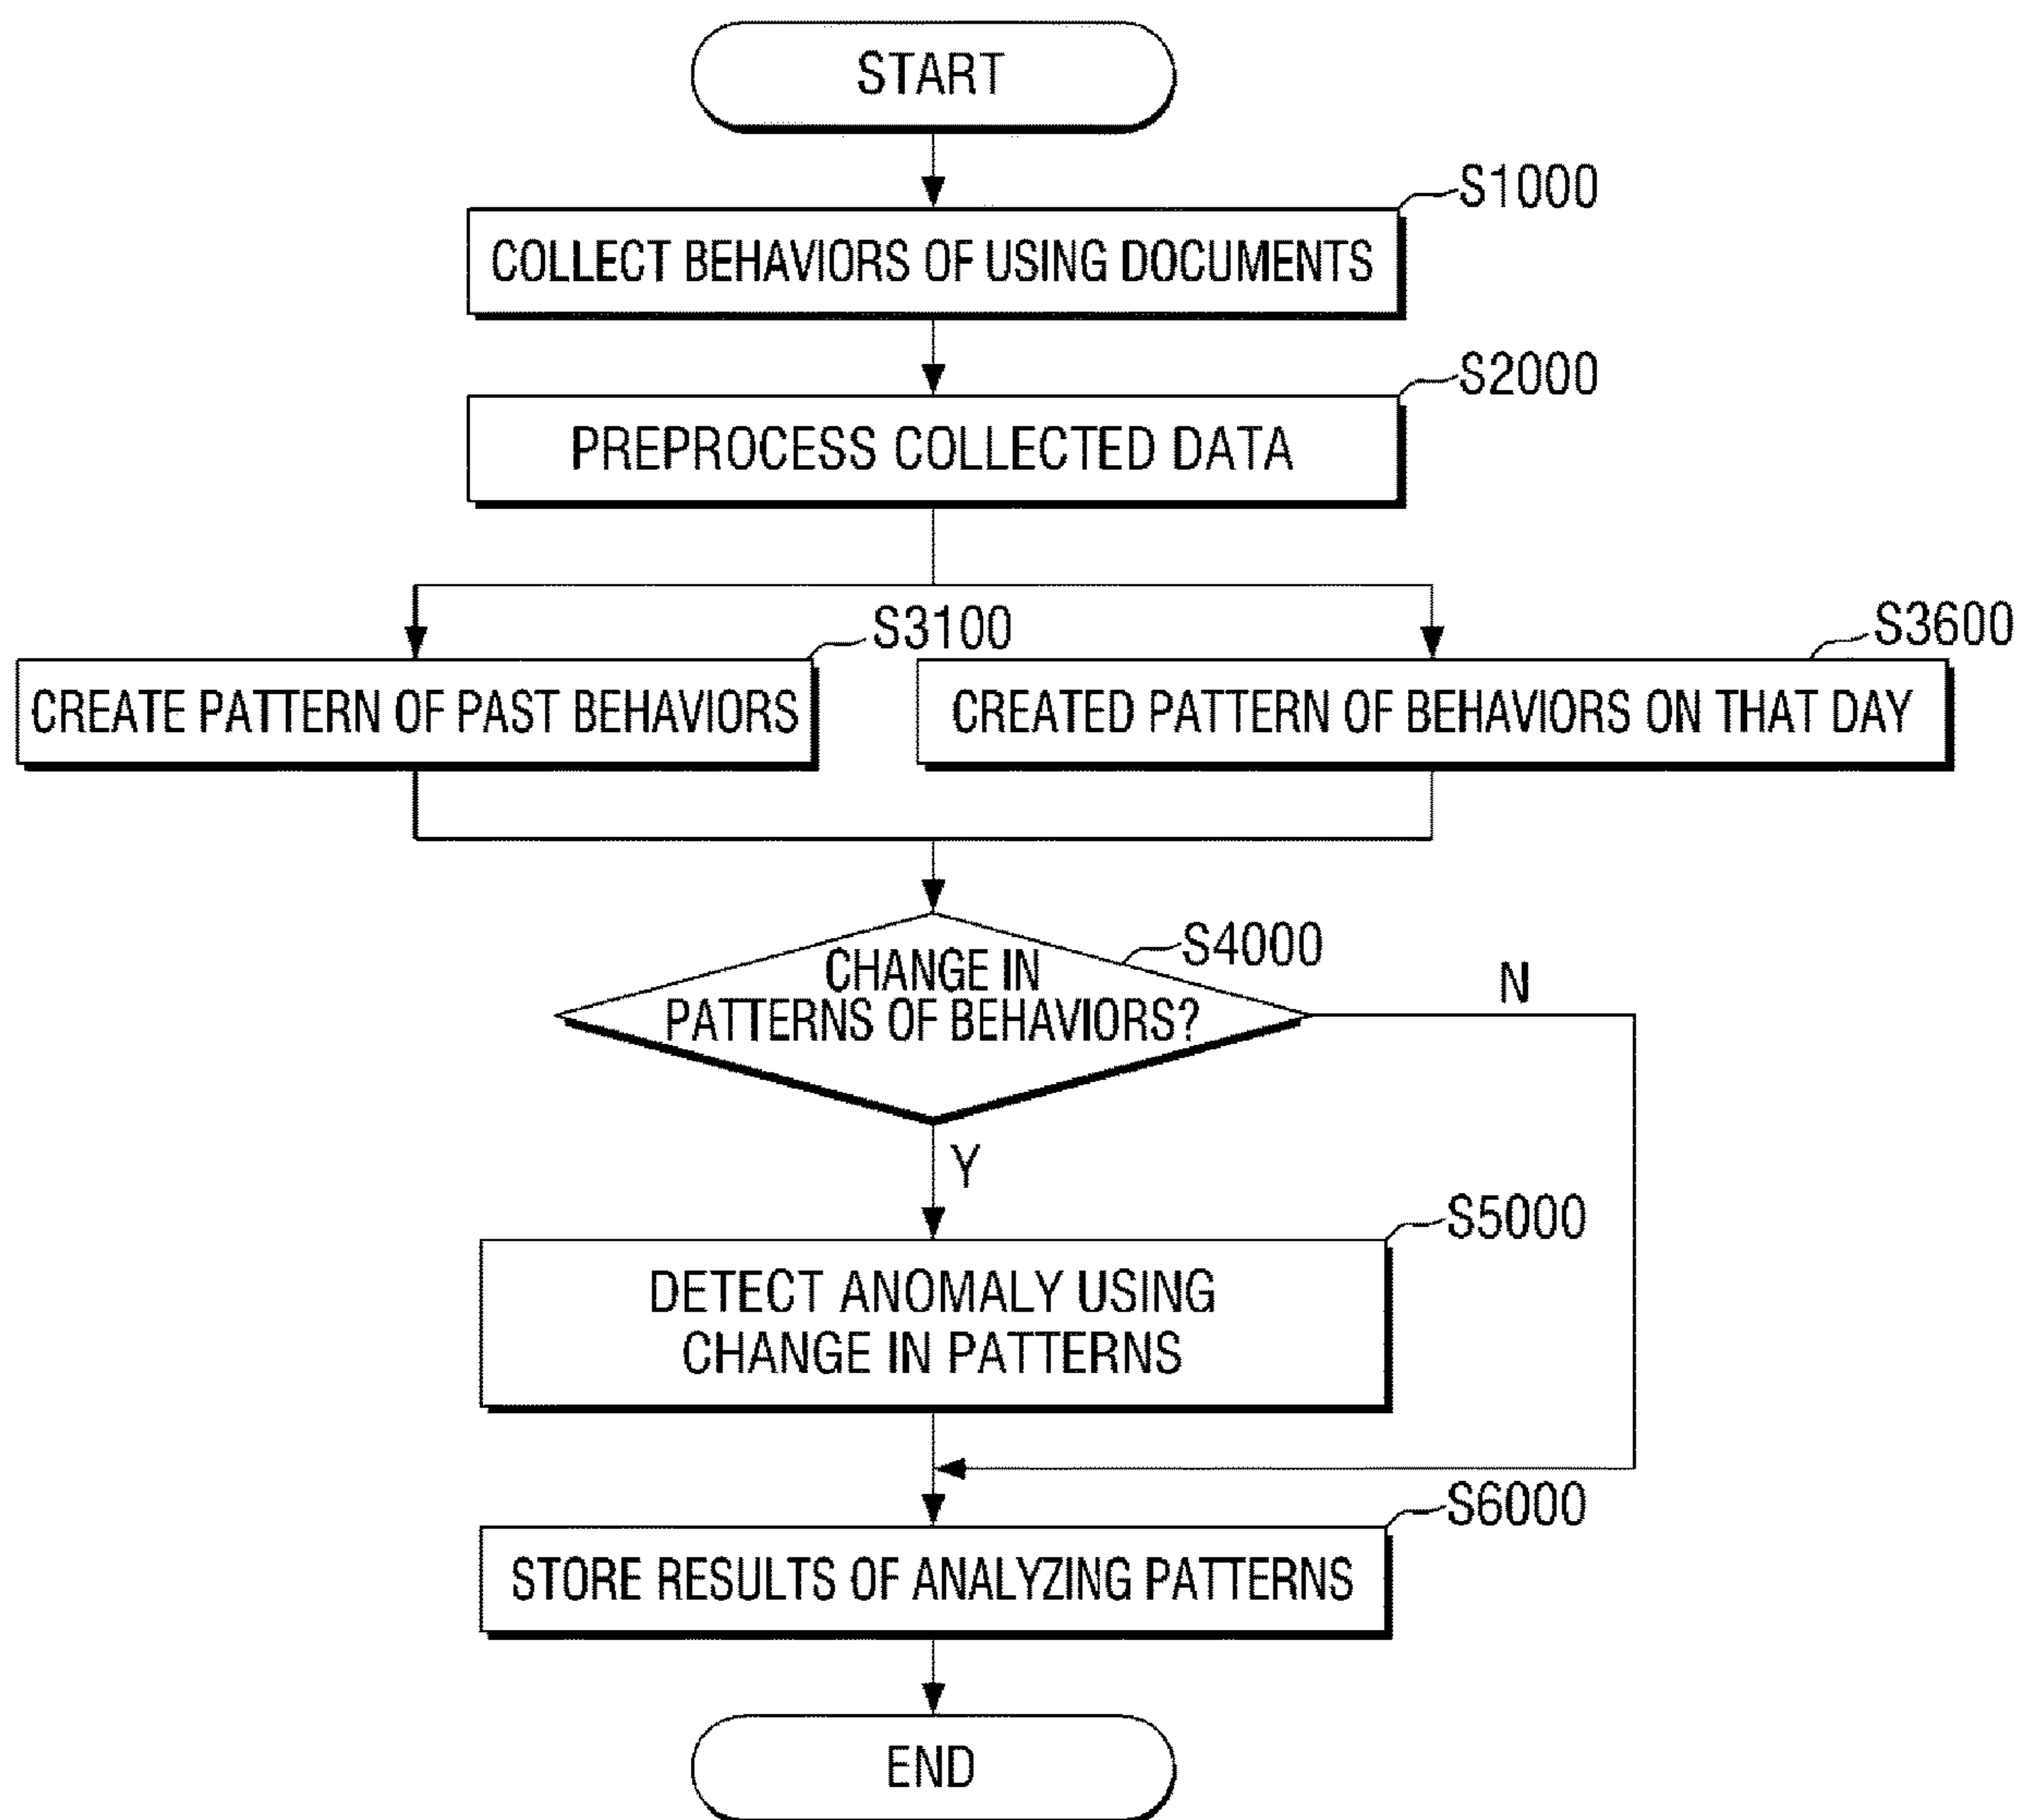 START
S1000
COLLECT BEHAVIORS OF USING DOCUMENTS
S2000
PREPROCESS COLLECTED DATA
S3100
S3600
CREATE PATTERN OF PAST BEHAVIORS
CREATED PATTERN OF BEHAVIORS ON THAT DAY
S4000
CHANGE IN
PATTERNS OF BEHAVIORS?
N
Y
S5000
DETECT ANOMALY USING
CHANGE IN PATTERNS
S6000
STORE RESULTS OF ANALYZING PATTERNS
END